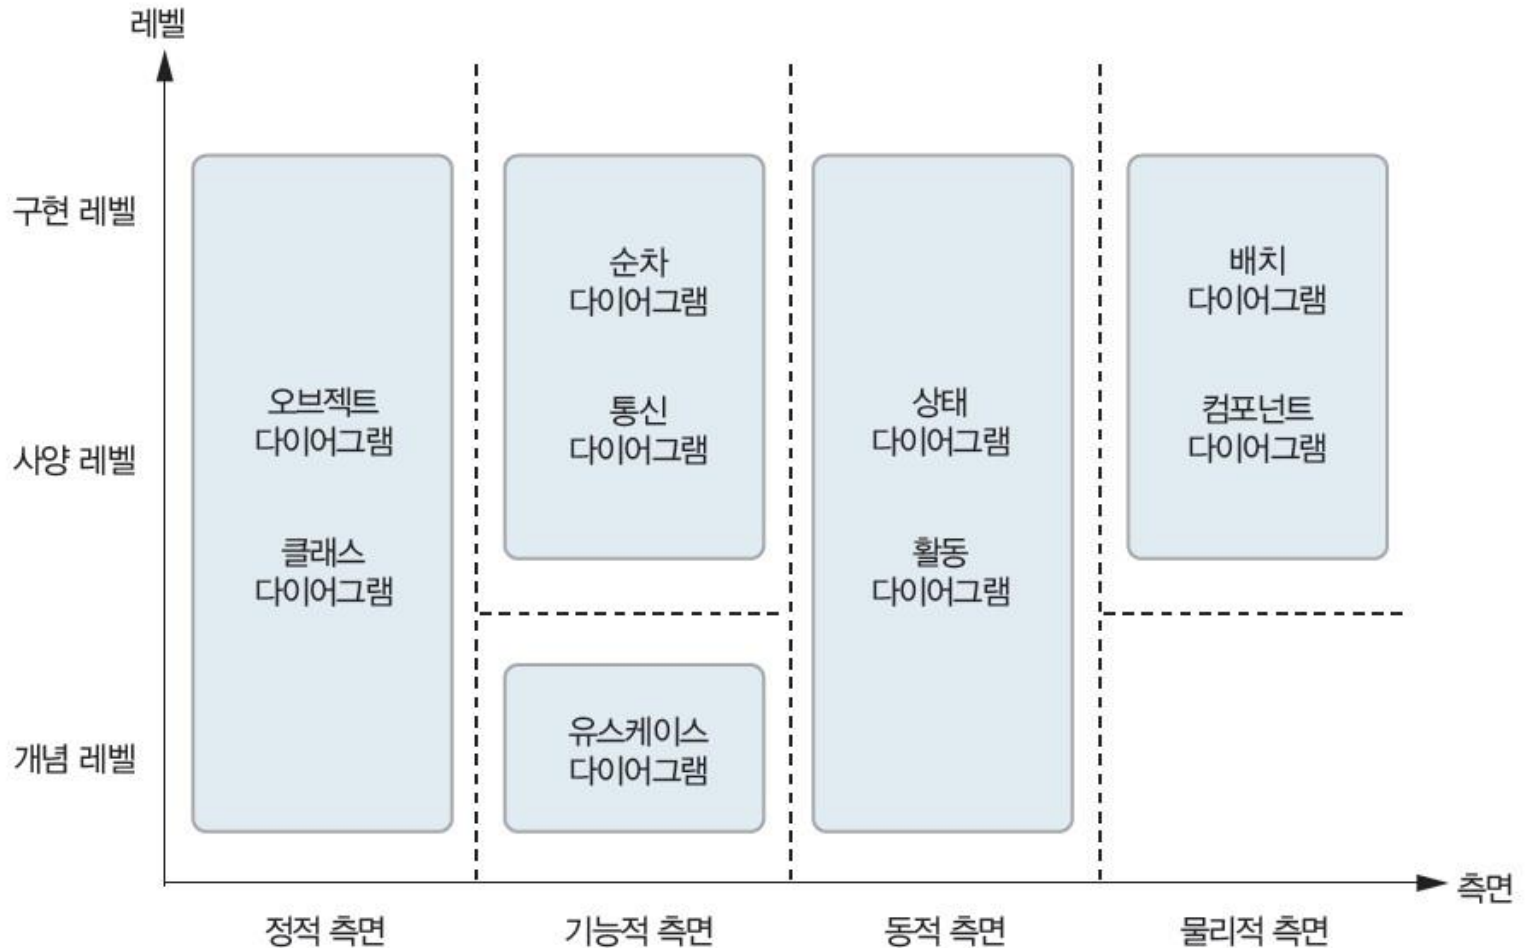 레벨
구현 레벨
사양 레벨
개념 레벨
오브젝트
다이어그램
클래스
다이어그램
순차
다이어그램
통신
다이어그램
유스케이스
다이어그램
상태
다이어그램
활동
다이어그램
배치
다이어그램
컴포넌트
다이어그램
측면
정적 측면
기능적 측면
동적 측면
물리적 측면